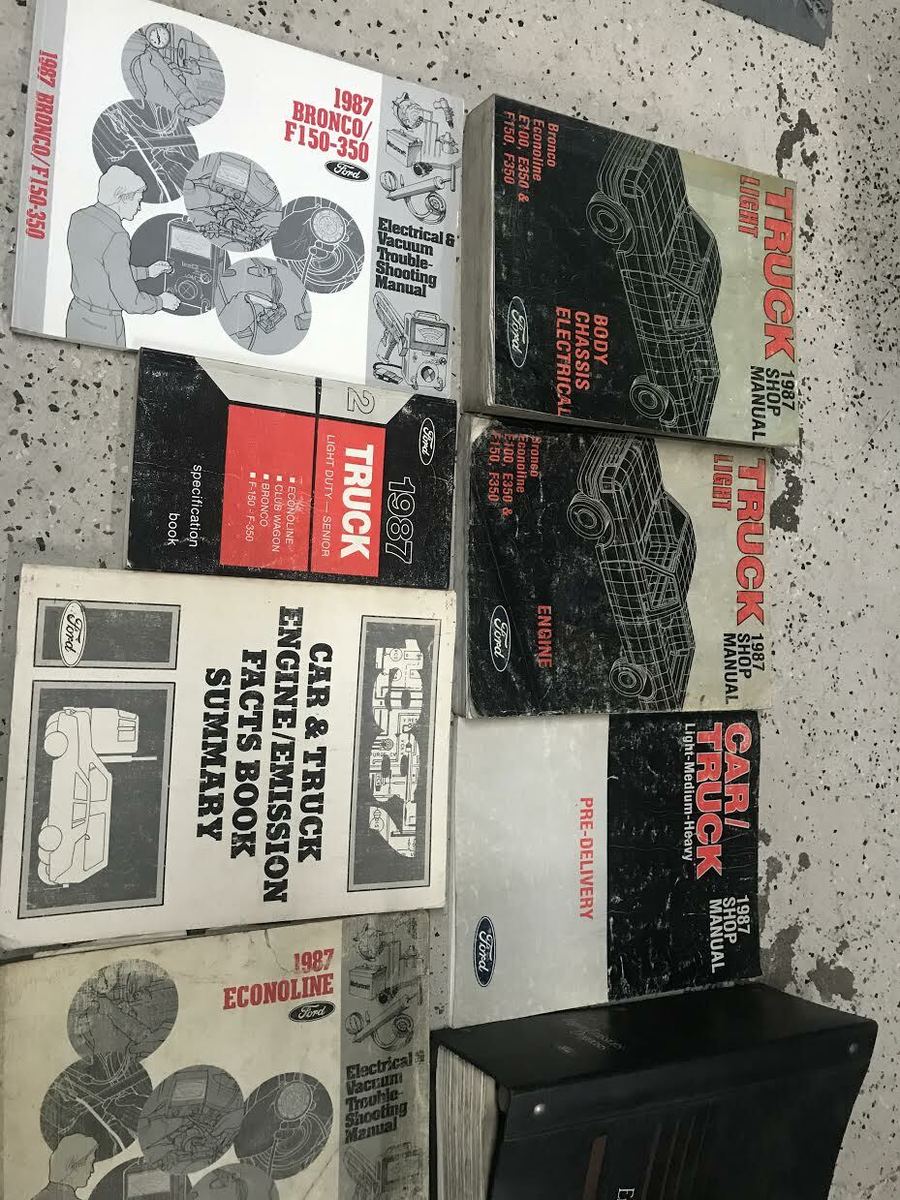 1987 BRONCO/F150-350
1987
BRONCO/
F150-350
Ford
Electrical &
Vacuum
Trouble-
Shooting
Manual
TRUCK
LIGHT
1987
SHOP
MANUAL
Bronco
Econoline
E100, E350 &
F150, F350
BODY
CHASSIS
ELECTRICAL
Ford
2
Ford
1987
TRUCK
LIGHT DUTY — SENIOR
■ ECONOLINE
■ CLUB WAGON
■ BRONCO
■ F-150 - F-350
specification
book
TRUCK
LIGHT
1987
SHOP
MANUAL
Bronco
Econoline
E100, E350 &
F150, F350
ENGINE
Ford
1987
CAR & TRUCK
ENGINE/EMISSION
FACTS BOOK
SUMMARY
Ford
CAR/
TRUCK
Light-Medium-Heavy
1987
SHOP
MANUAL
PRE-DELIVERY
Ford
1987
ECONOLINE
Ford
Electrical &
Vacuum
Trouble-
Shooting
Manual